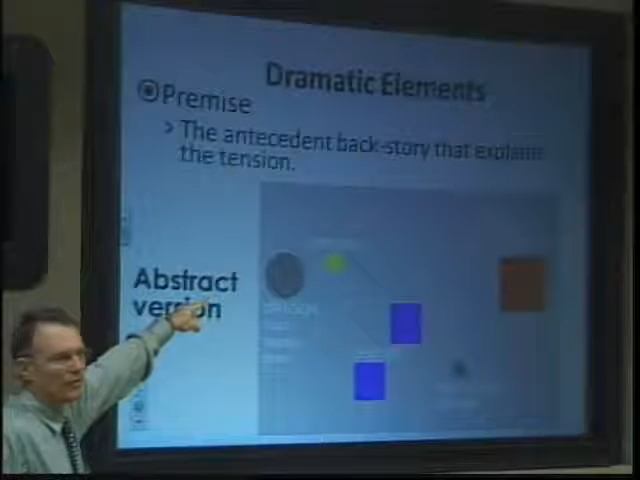 Dramatic Elements
Premise
> The antecedent back-story that explains
the tension.
Abstract
version